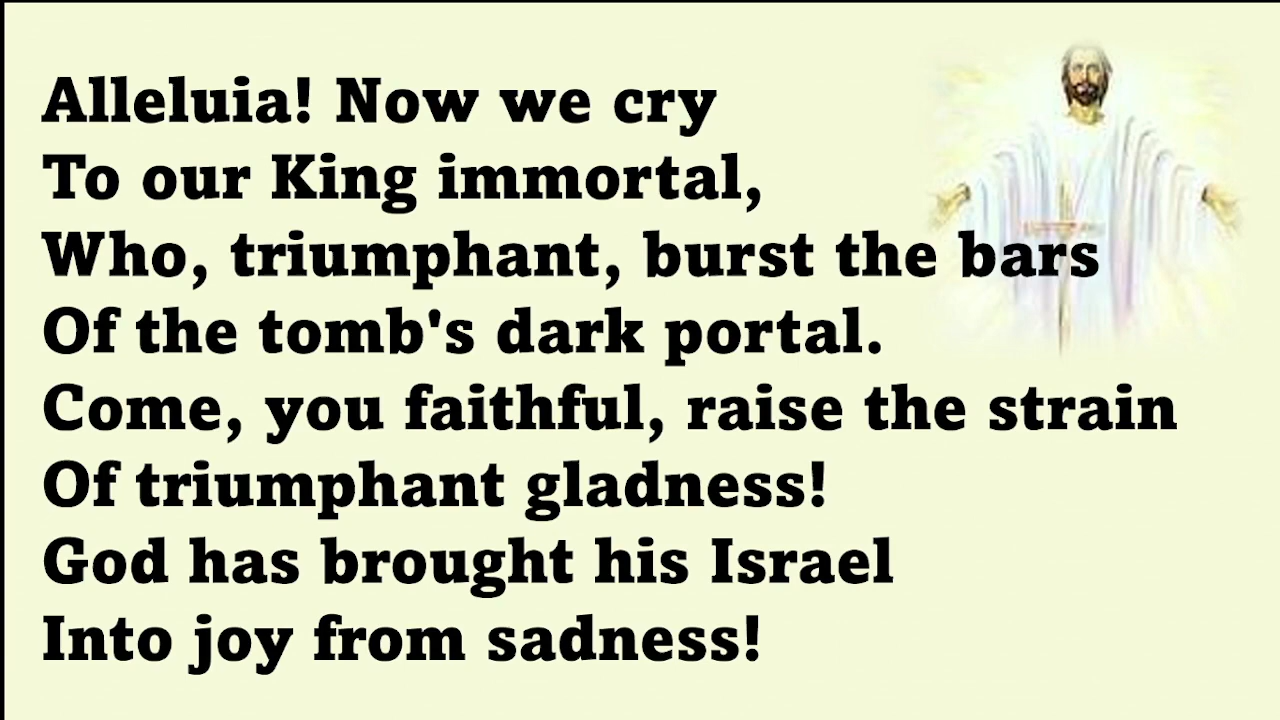 Alleluia! Now we cry
To our King immortal,
Who, triumphant, burst the bars
Of the tomb's dark portal.
Come, you faithful, raise the strain
Of triumphant gladness!
God has brought his Israel
Into joy from sadness!